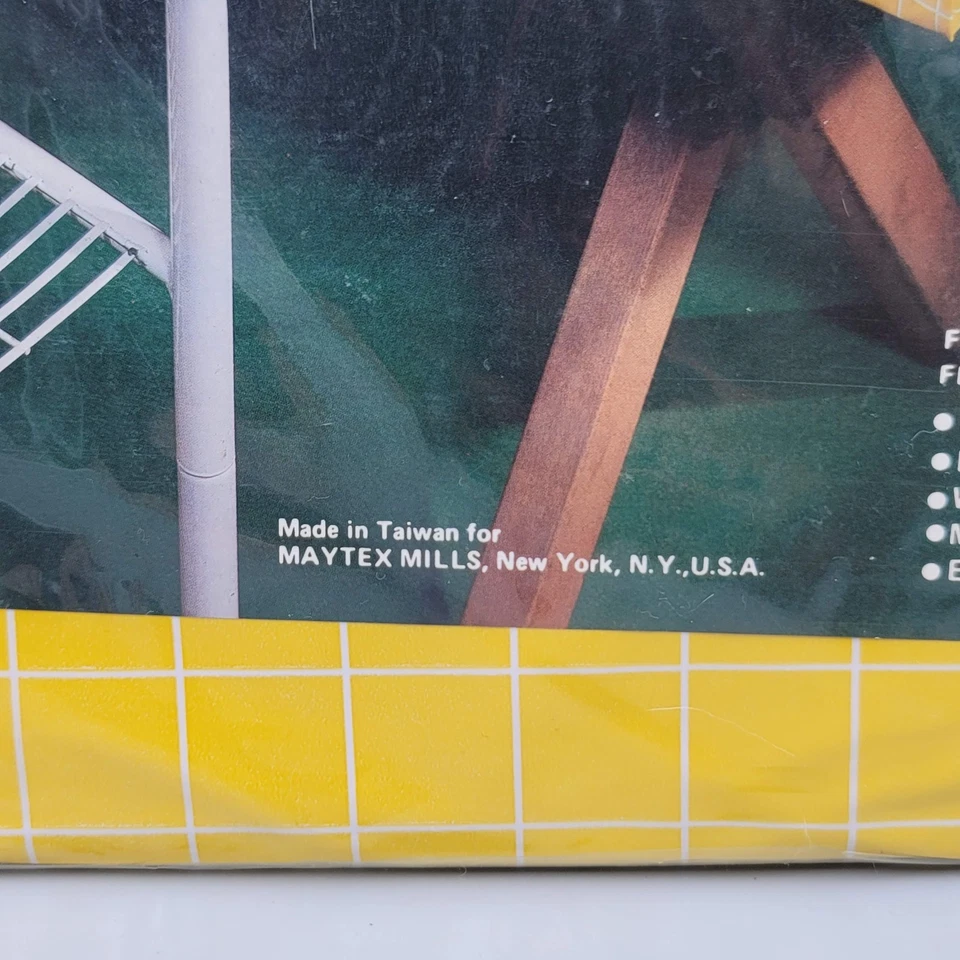 Made in Taiwan for
MAYTEX MILLS, New York, N.Y.,U.S.A.